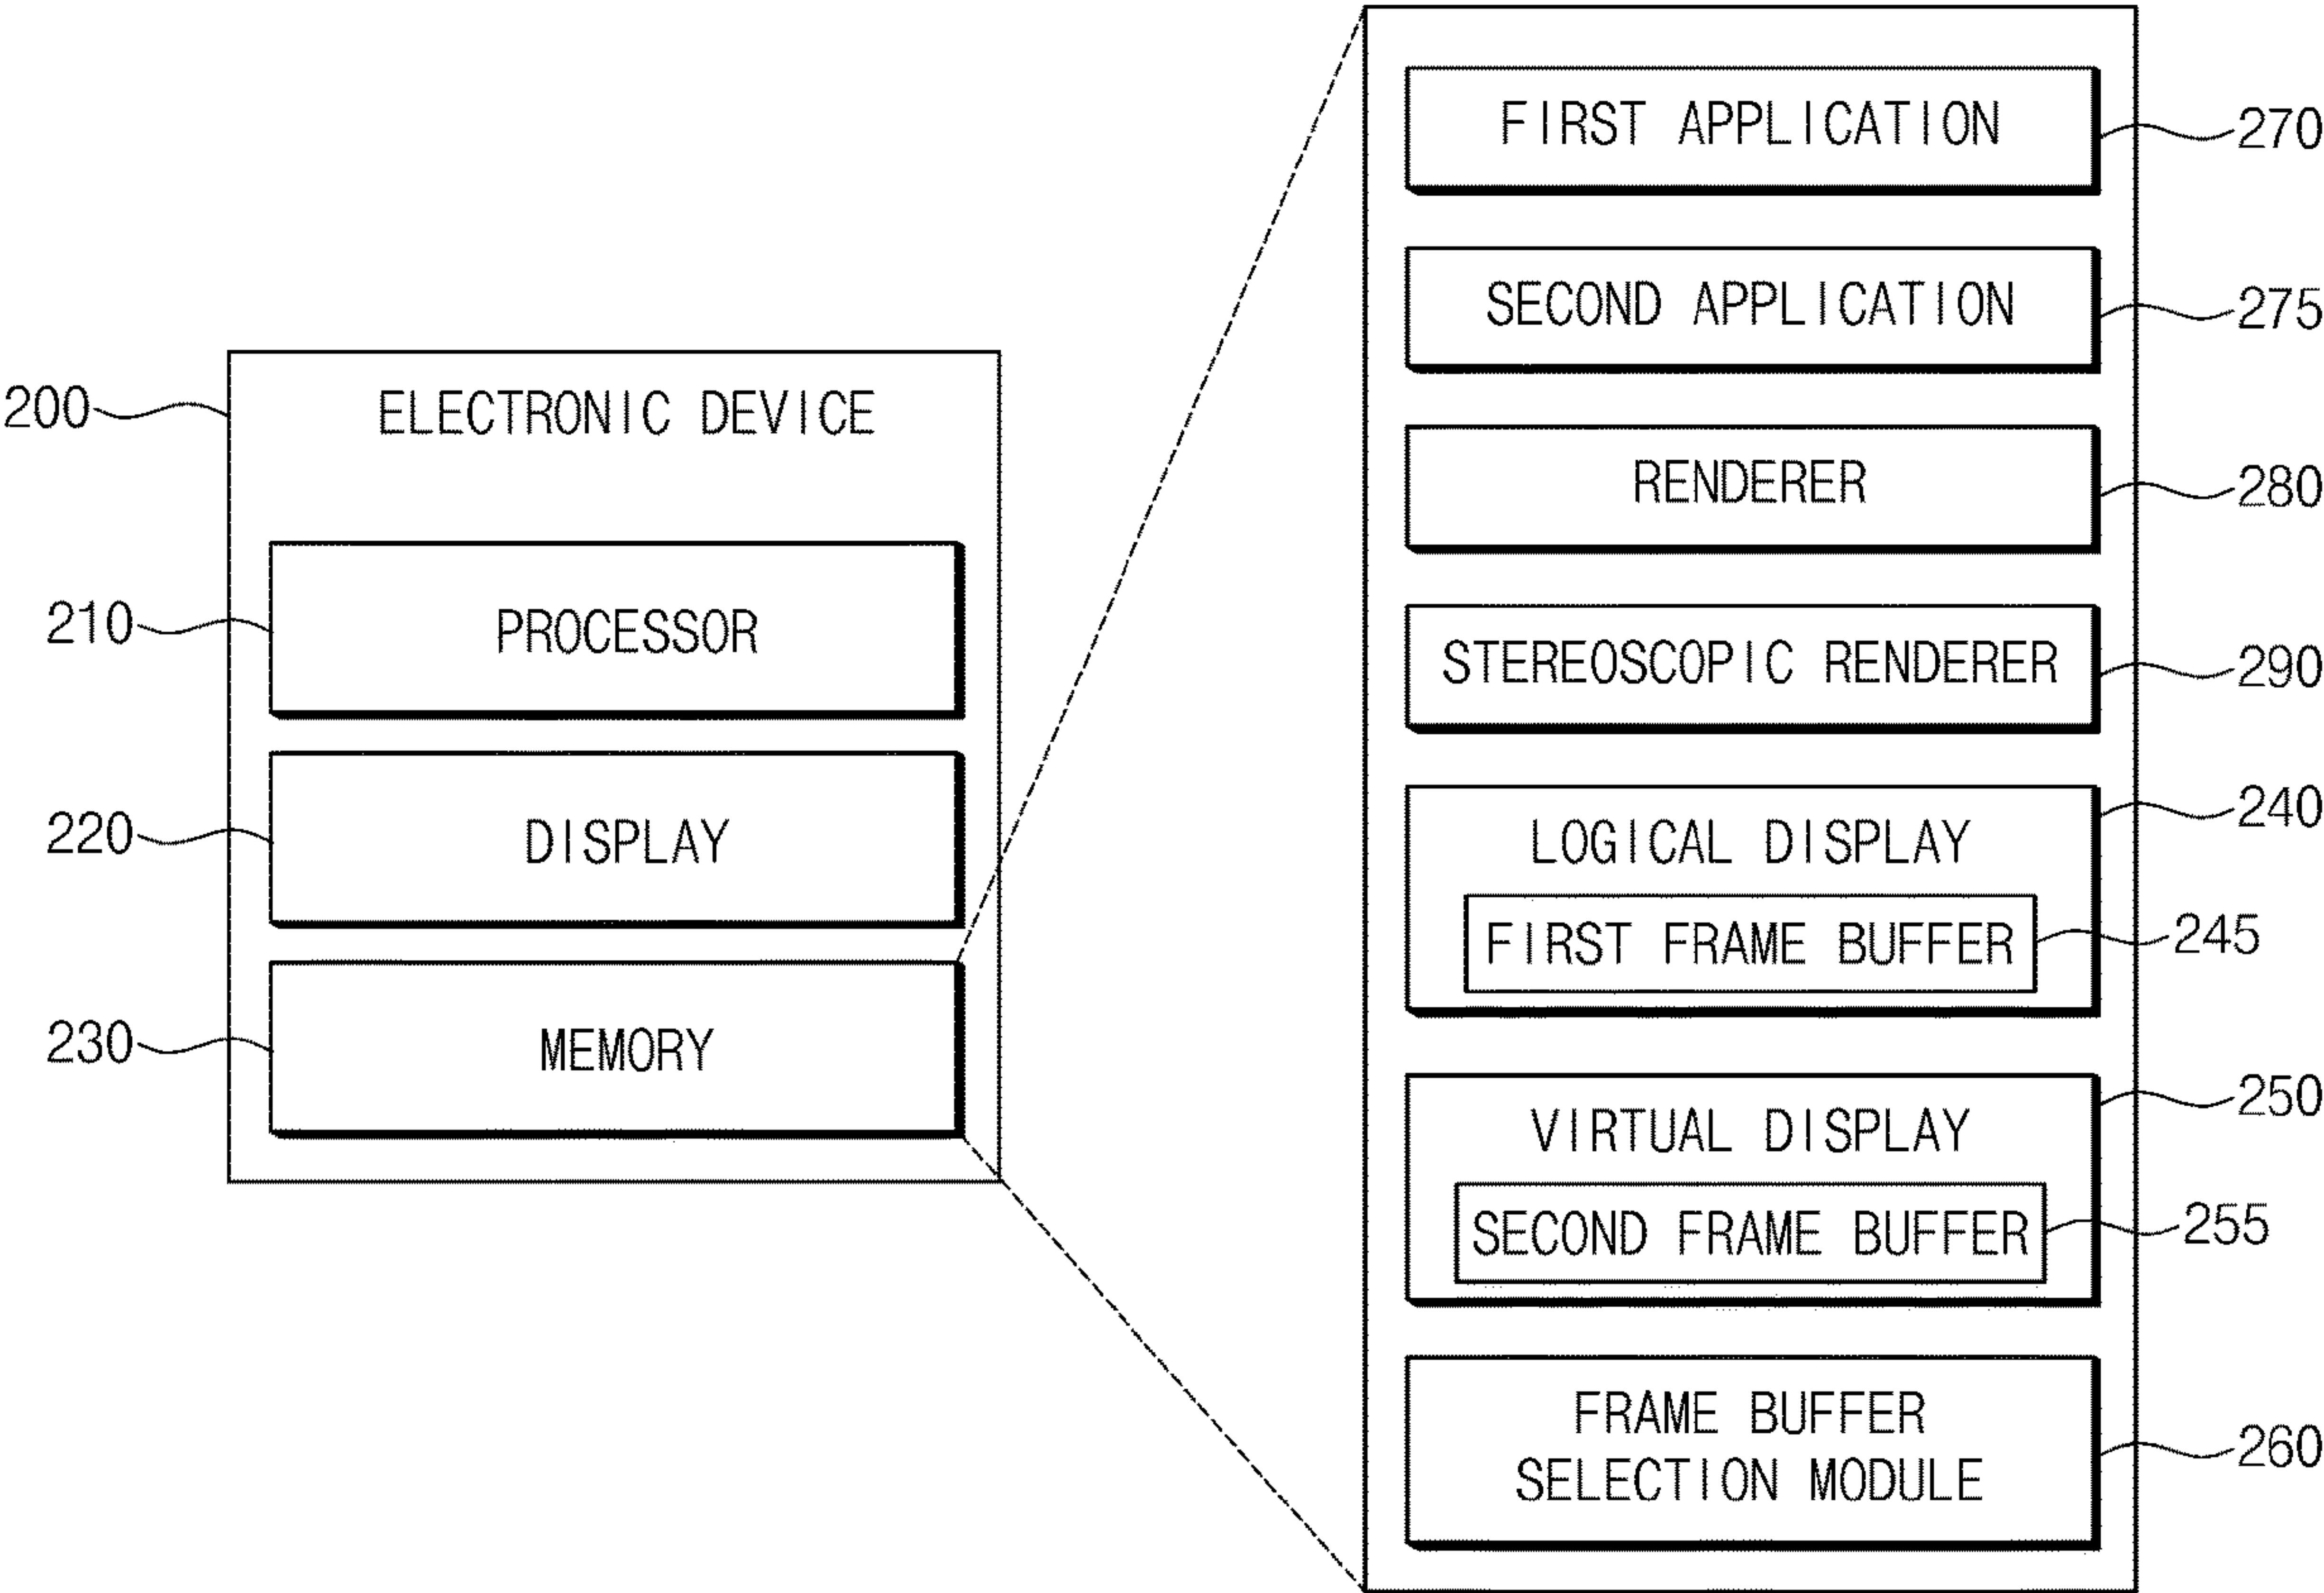 200
ELECTRONIC DEVICE
210
PROCESSOR
220
DISPLAY
230
MEMORY
FIRST APPLICATION
270
SECOND APPLICATION
275
RENDERER
280
STEREOSCOPIC RENDERER
290
LOGICAL DISPLAY
240
FIRST FRAME BUFFER
245
VIRTUAL DISPLAY
250
SECOND FRAME BUFFER
255
FRAME BUFFER
SELECTION MODULE
260